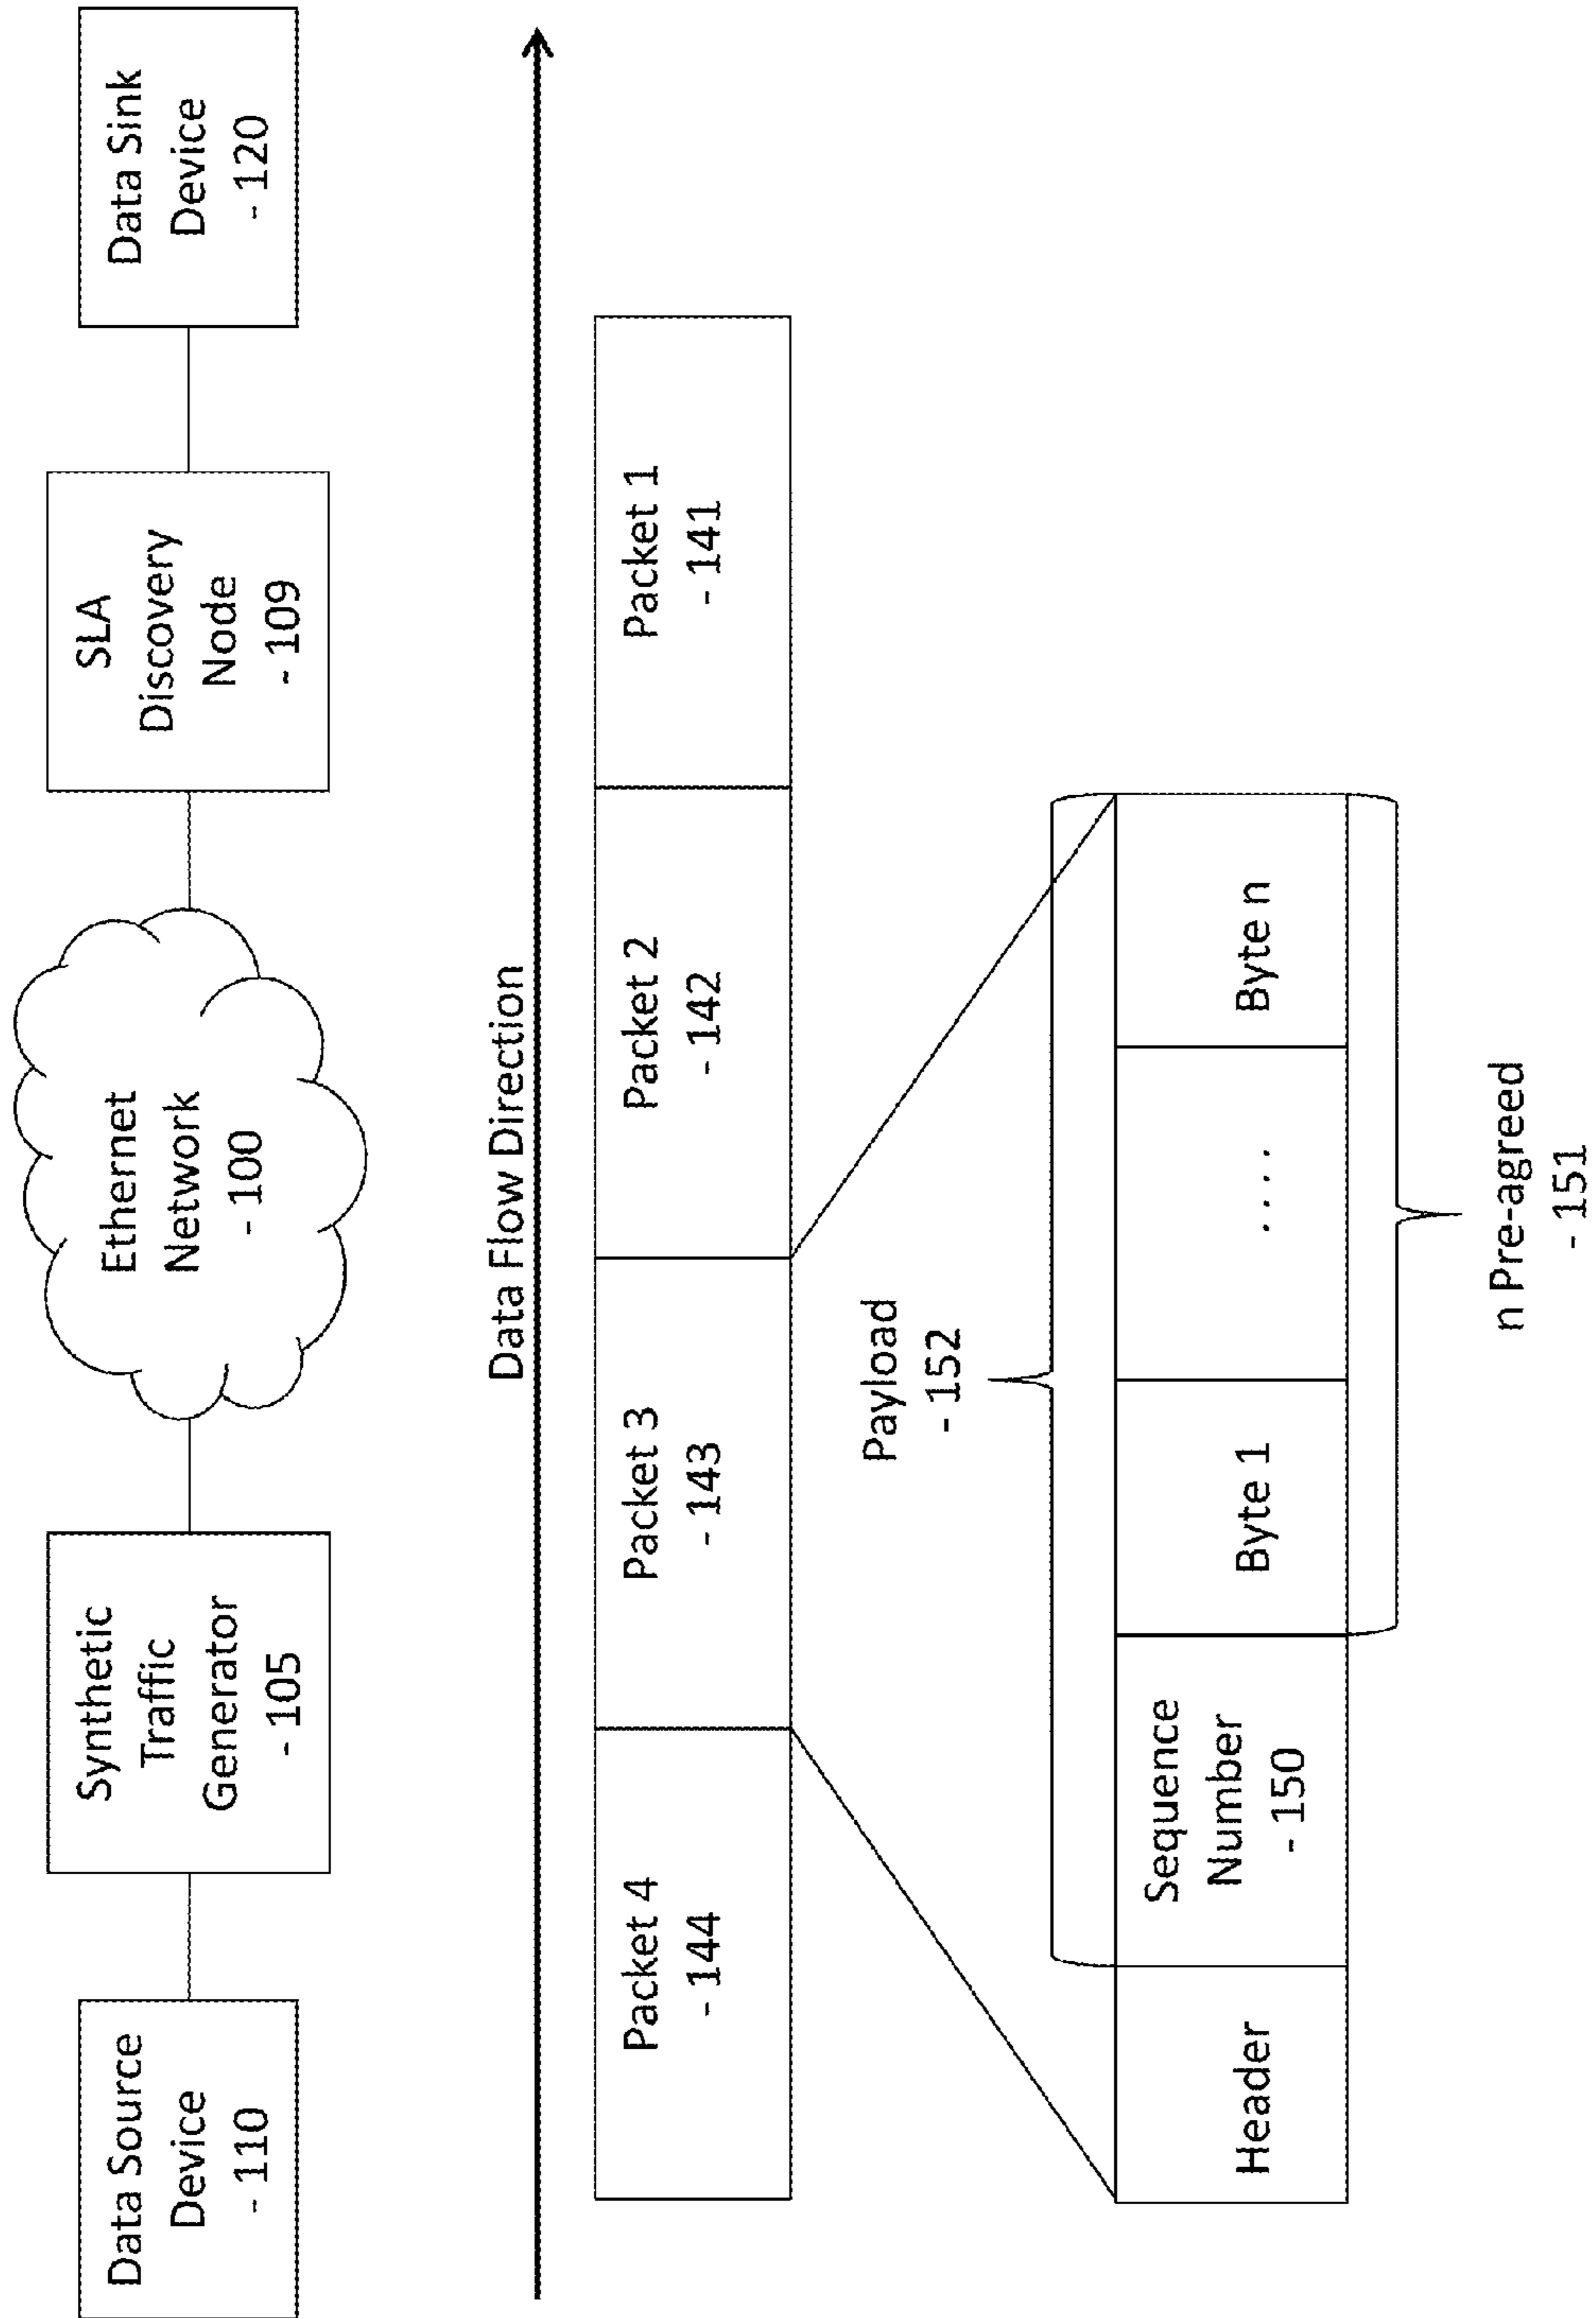 Data Source
Device
- 110
Synthetic
Traffic
Generator
- 105
Ethernet
Network
- 100
SLA
Discovery
Node
- 109
Data Sink
Device
- 120
Data Flow Direction
Packet 4
- 144
Packet 3
- 143
Packet 2
- 142
Packet 1
- 141
Payload
- 152
Header
Sequence
Number
- 150
Byte 1
....
Byte n
n Pre-agreed
- 151